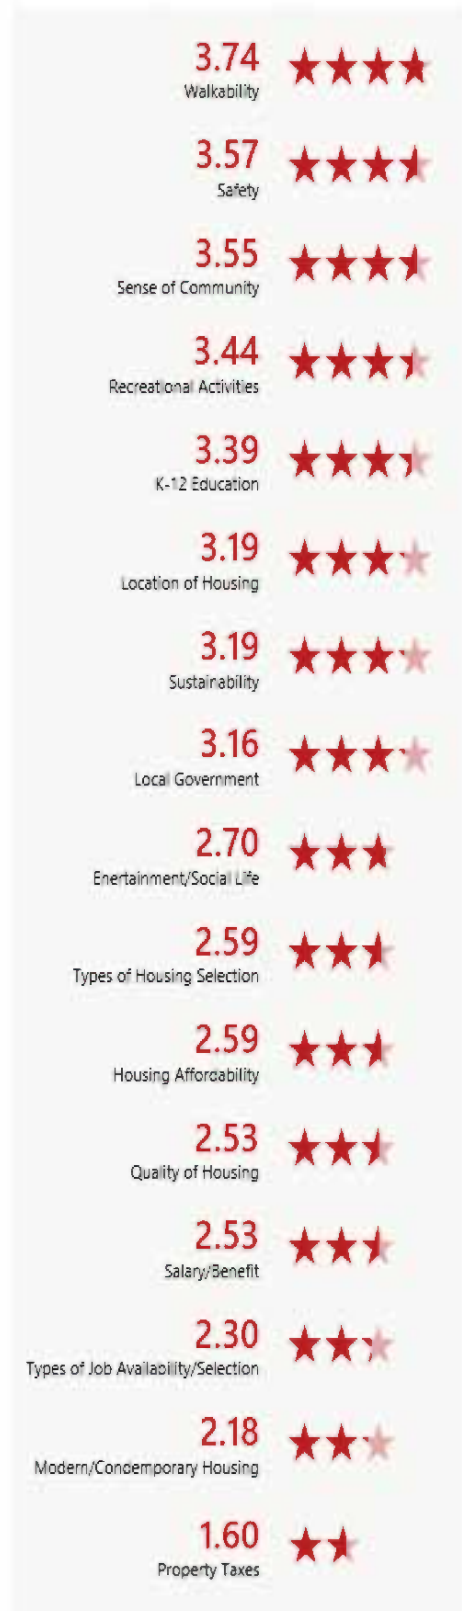 3.74
Walkability
3.57
Safety
3.55
Sense of Community
3.44
Recreational Activities
3.39
K-12 Education
3.19
Location of Housing
3.19
Sustainability
3.16
Local Government
2.70
Enertainment/Social Life
2.59
Types of Housing Selection
2.59
Housing Affordability
2.53
Quality of Housing
2.53
Salary/Benefit
2.30
Types of Job Availability/Selection
2.18
Modern/Condemporary Housing
1.60
Property Taxes